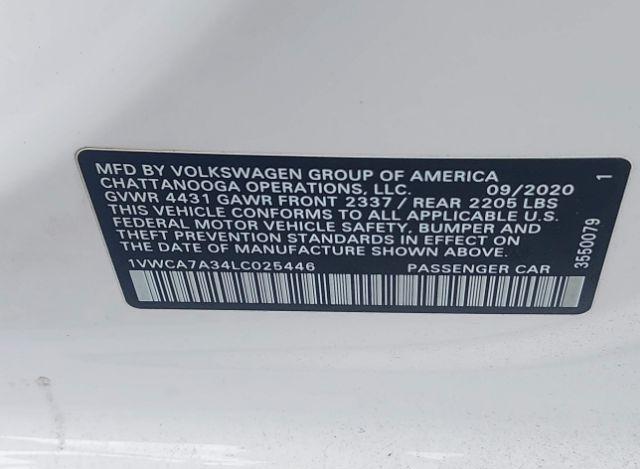 MFD BY VOLKSWAGEN GROUP OF AMERICA
CHATTANOOGA OPERATIONS, LLC. 09/2020
GVWR 4431 GAWR FRONT 2337 / REAR 2205 LBS
THIS VEHICLE CONFORMS TO ALL APPLICABLE U.S.
FEDERAL MOTOR VEHICLE SAFETY, BUMPER AND
THEFT PREVENTION STANDARDS IN EFFECT ON
THE DATE OF MANUFACTURE SHOWN ABOVE.
1VWCA7A34LC025446 PASSENGER CAR
3550079 1